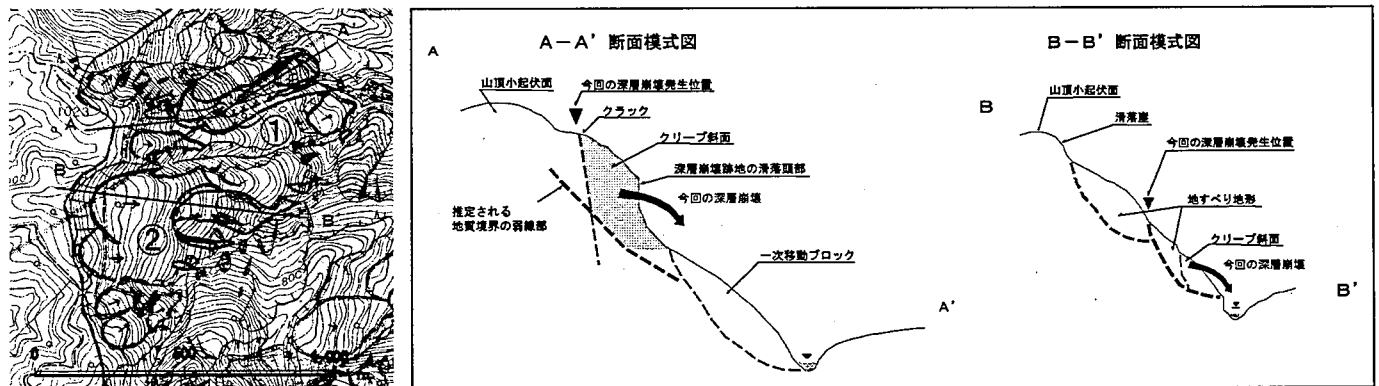 A'
1023
A
①
B
B'
②
800
0
500
1,000
m
A－A' 断面模式図
A
山頂小起伏面
今回の深層崩壊発生位置
クラック
クリープ斜面
深層崩壊跡地の滑落頭部
今回の深層崩壊
推定される
地質境界の弱線部
一次移動ブロック
A'
B－B' 断面模式図
B
山頂小起伏面
滑落崖
今回の深層崩壊発生位置
地すべり地形
クリープ斜面
今回の深層崩壊
B'